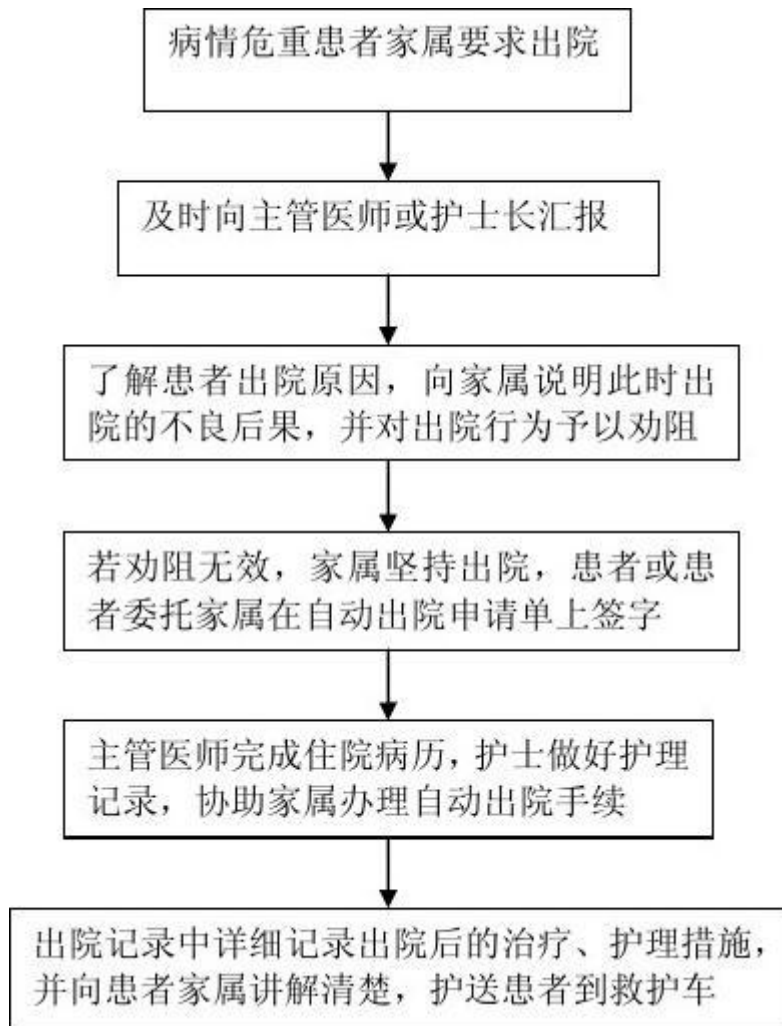 病情危重患者家属要求出院
及时向主管医师或护士长汇报
了解患者出院原因，向家属说明此时出
院的不良后果，并对出院行为予以劝阻
若劝阻无效，家属坚持出院，患者或患
者委托家属在自动出院申请单上签字
主管医师完成住院病历，护士做好护理
记录，协助家属办理自动出院手续
出院记录中详细记录出院后的治疗、护理措施，
并向患者家属讲解清楚，护送患者到救护车